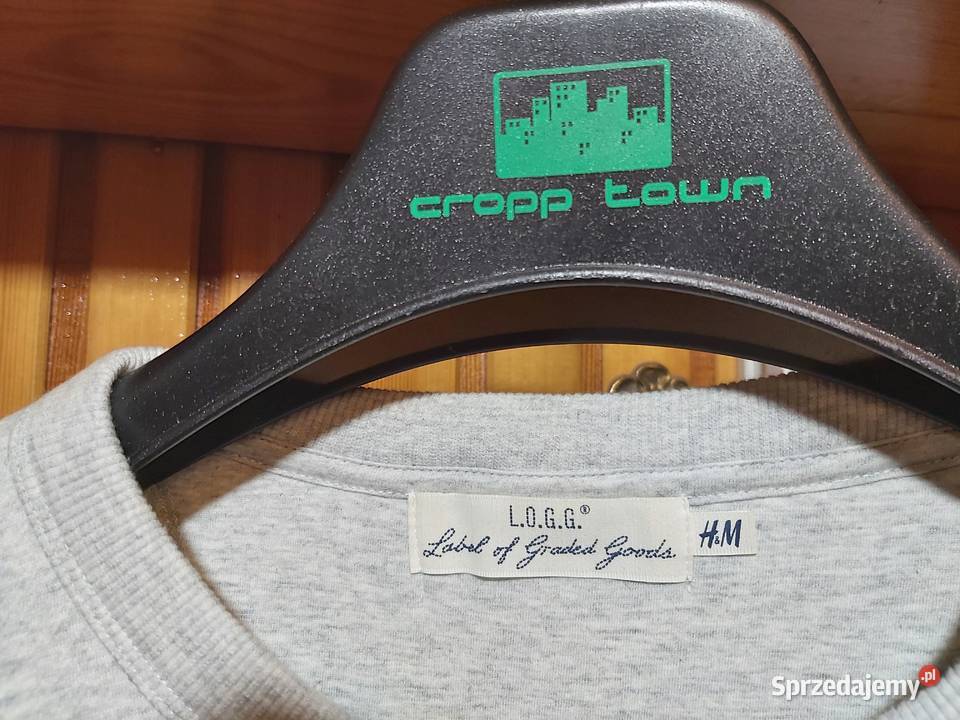 cropp town
L.O.G.G.®
Label of Graded Goods
H&M
Sprzedajemy.pl